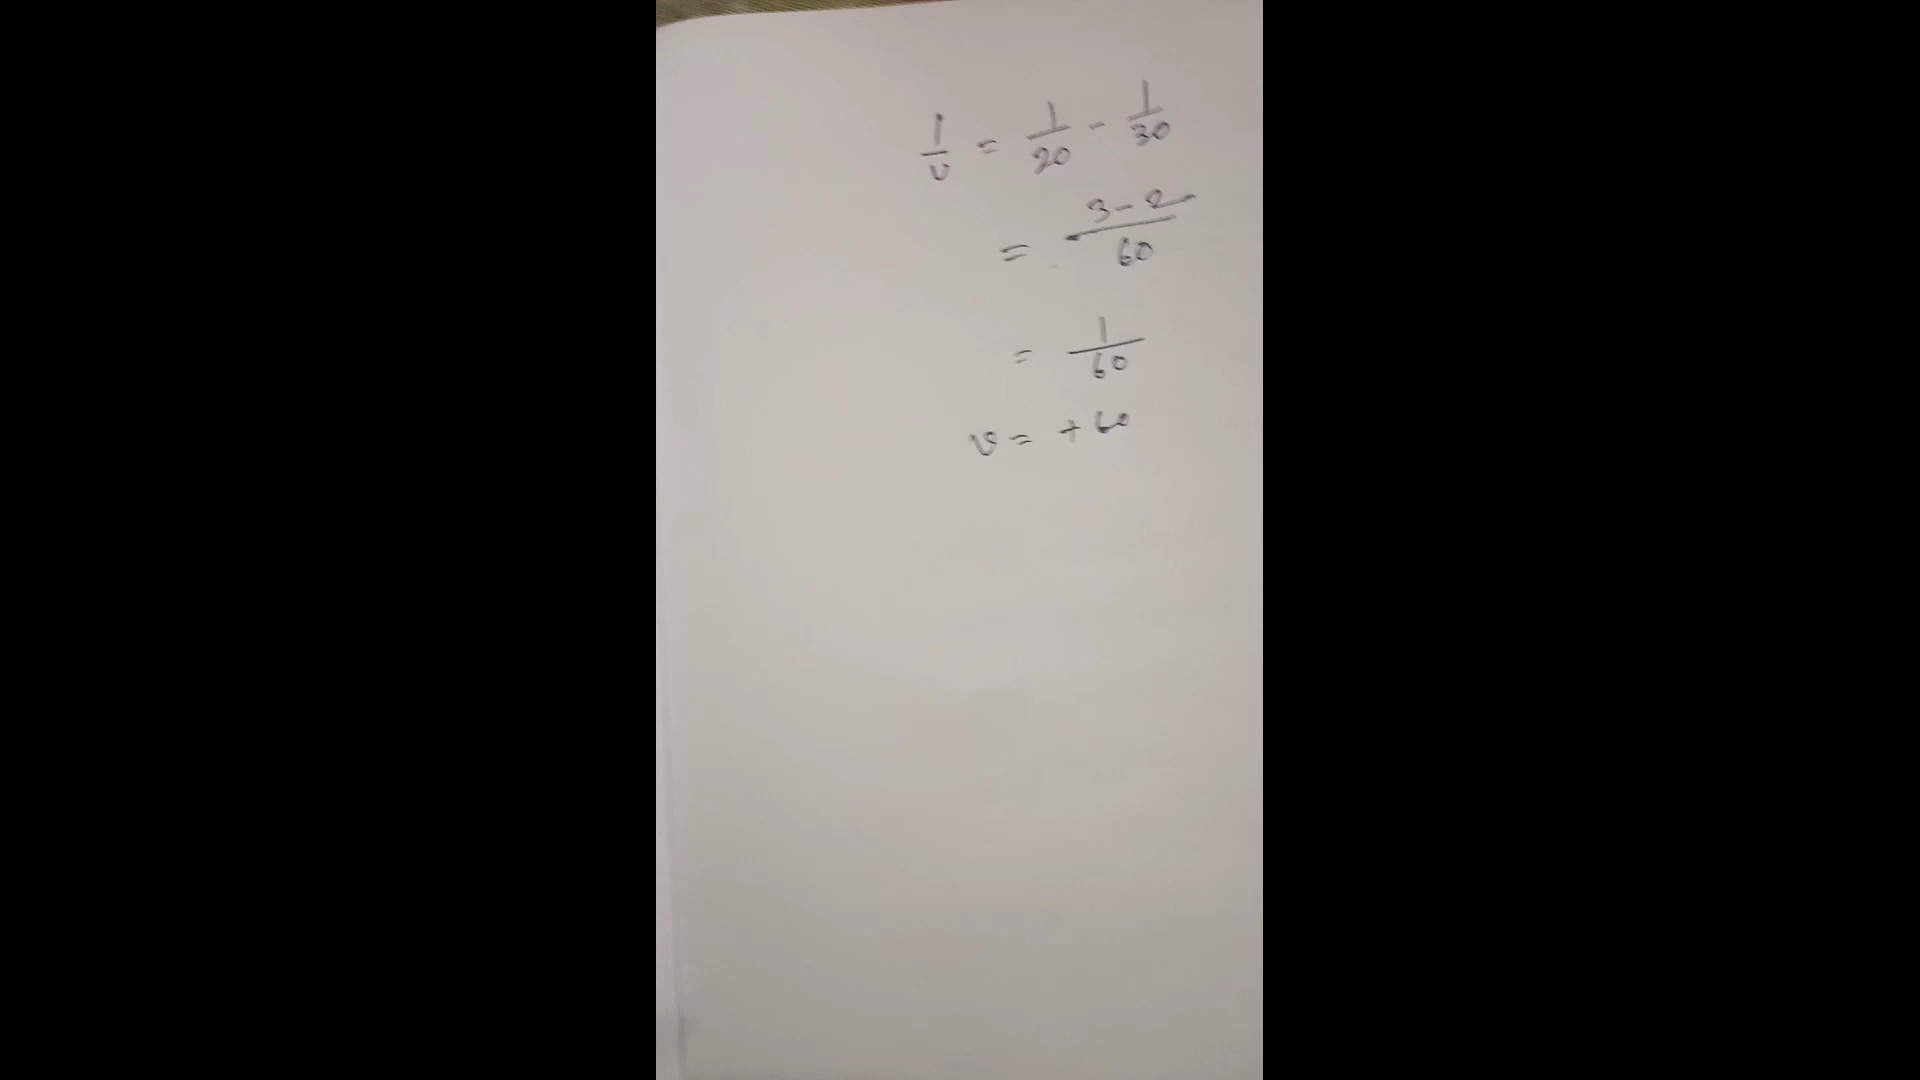 1/v = 1/20 - 1/30
= 3-2/60
= 1/60
v = +60